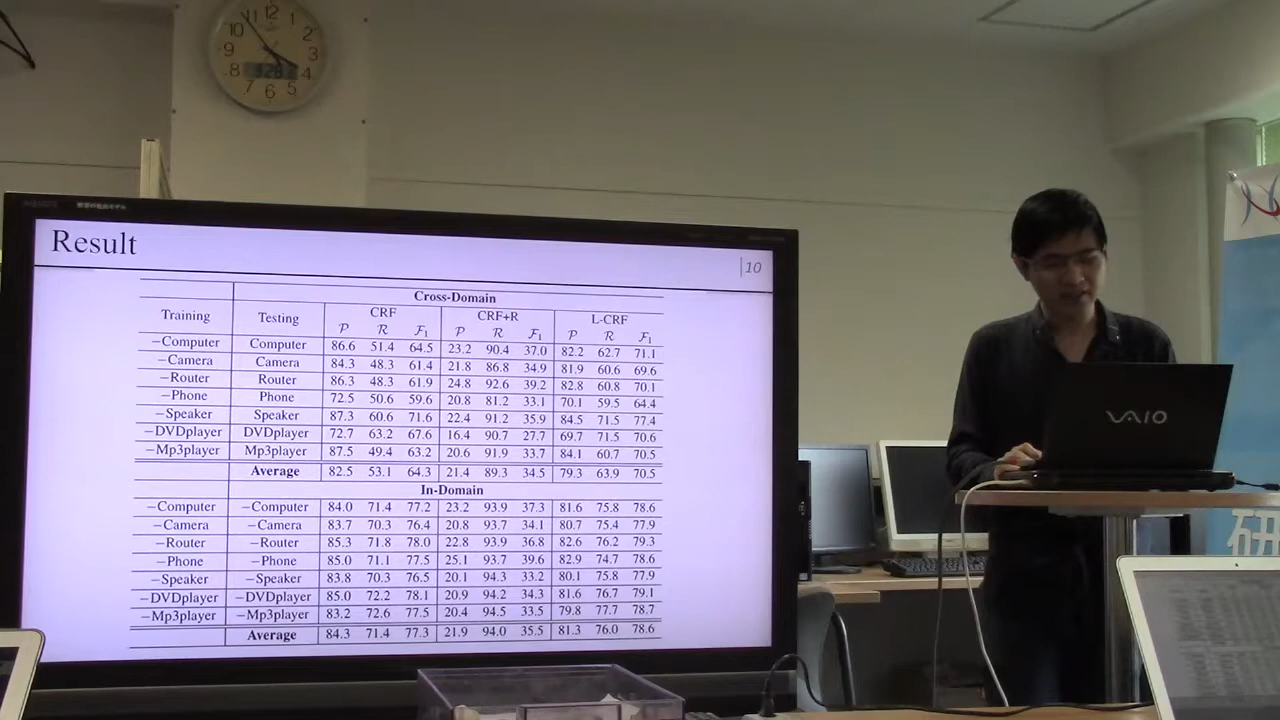 12
11 1
10 2
9 3
8 4
7 6 5
Result
10
Cross-Domain
Training Testing CRF CRF+R L-CRF
P R F1 P R F1 P R F1
−Computer Computer 86.6 51.4 64.5 23.2 90.4 37.0 82.2 62.7 71.1
−Camera Camera 84.3 48.3 61.4 21.8 86.8 34.9 81.9 60.6 69.6
−Router Router 86.3 48.3 61.9 24.8 92.6 39.2 82.8 60.8 70.1
−Phone Phone 72.5 50.6 59.6 20.8 81.2 33.1 70.1 59.5 64.4
−Speaker Speaker 87.3 60.6 71.6 22.4 91.2 35.9 84.5 71.5 77.4
−DVDplayer DVDplayer 72.7 63.2 67.6 16.4 90.7 27.7 69.7 71.5 70.6
−Mp3player Mp3player 87.5 49.4 63.2 20.6 91.9 33.7 84.1 60.7 70.5
Average 82.5 53.1 64.3 21.4 89.3 34.5 79.3 63.9 70.5
In-Domain
−Computer −Computer 84.0 71.4 77.2 23.2 93.9 37.3 81.6 75.8 78.6
−Camera −Camera 83.7 70.3 76.4 20.8 93.7 34.1 80.7 75.4 77.9
−Router −Router 85.3 71.8 78.0 22.8 93.9 36.8 82.6 76.2 79.3
−Phone −Phone 85.0 71.1 77.5 25.1 93.7 39.6 82.9 74.7 78.6
−Speaker −Speaker 83.8 70.3 76.5 20.1 94.3 33.2 80.1 75.8 77.9
−DVDplayer −DVDplayer 85.0 72.2 78.1 20.9 94.2 34.3 81.6 76.7 79.1
−Mp3player −Mp3player 83.2 72.6 77.5 20.4 94.5 33.5 79.8 77.7 78.7
Average 84.3 71.4 77.3 21.9 94.0 35.5 81.3 76.0 78.6
VAIO
研